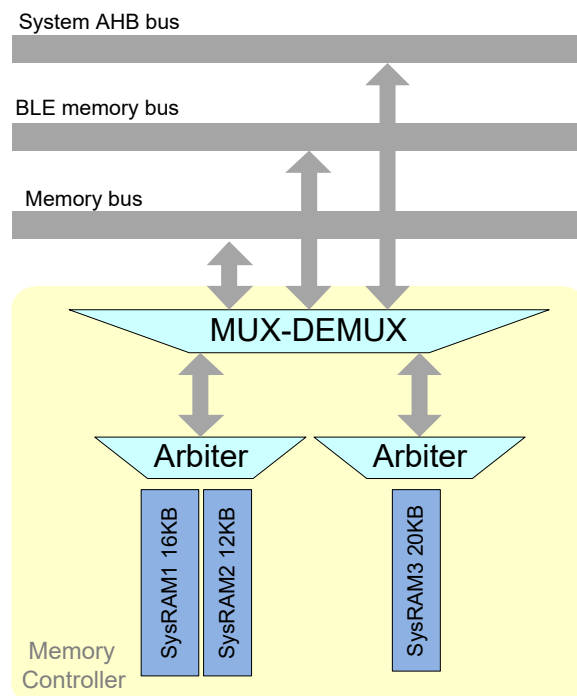 System AHB bus
BLE memory bus
Memory bus
MUX-DEMUX
Arbiter
Arbiter
SysRAM1 16KB
SysRAM2 12KB
SysRAM3 20KB
Memory
Controller